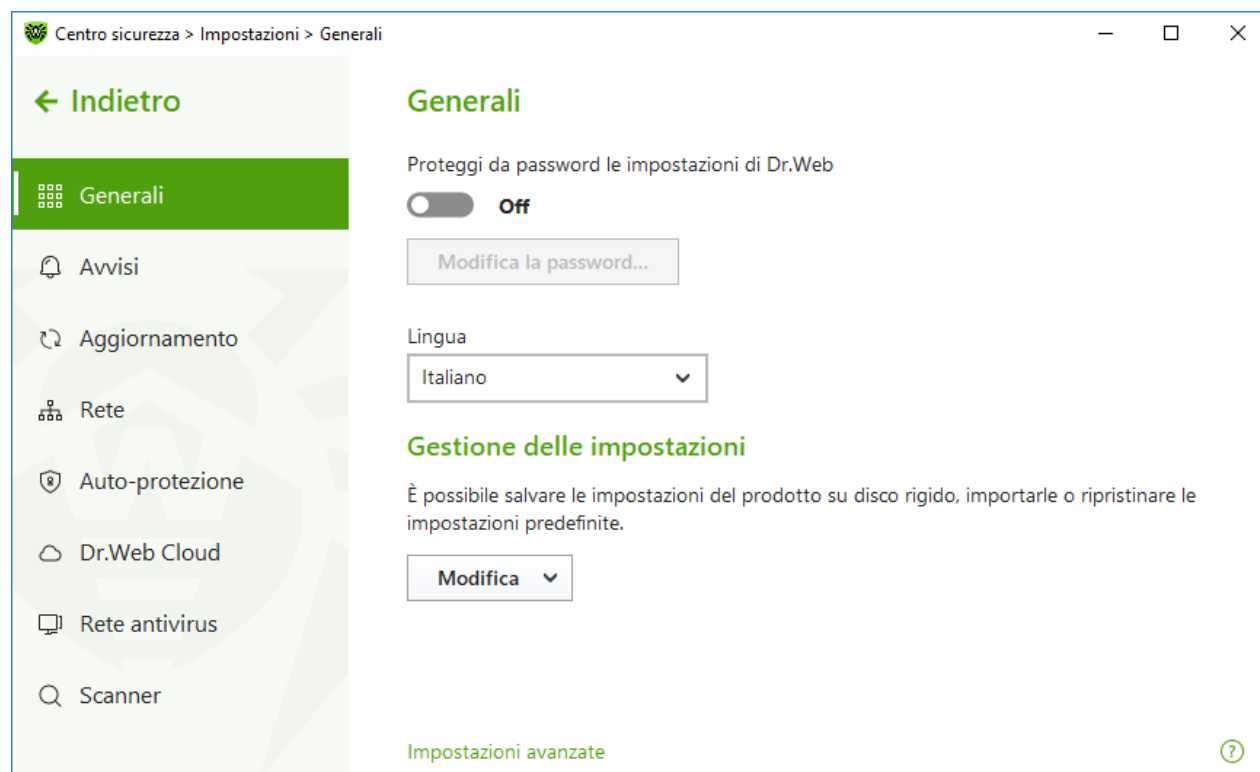 Centro sicurezza > Impostazioni > Generali
Indietro
Generali
Avvisi
Aggiornamento
Rete
Auto-protezione
Dr.Web Cloud
Rete antivirus
Scanner
Generali
Proteggi da password le impostazioni di Dr.Web
Off
Modifica la password...
Lingua
Italiano
Gestione delle impostazioni
È possibile salvare le impostazioni del prodotto su disco rigido, importarle o ripristinare le
impostazioni predefinite.
Modifica
Impostazioni avanzate
?